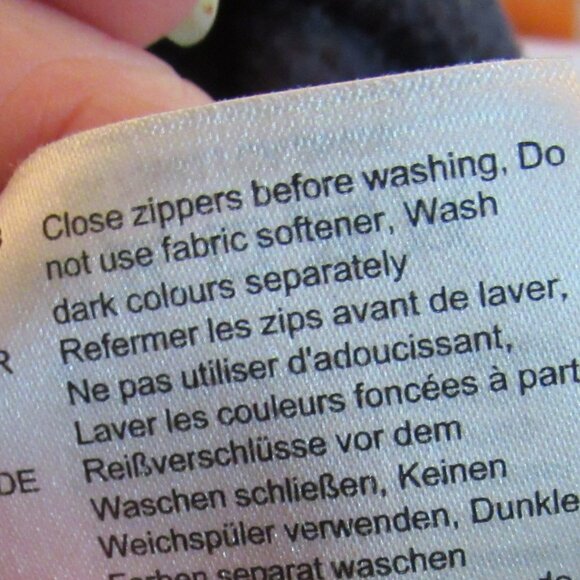 Close zippers before washing, Do
not use fabric softener, Wash
dark colours separately
R Refermer les zips avant de laver,
Ne pas utiliser d'adoucissant,
Laver les couleurs foncées à part
DE Reißverschlüsse vor dem
Waschen schließen, Keinen
Weichspüler verwenden, Dunkle
Farben separat waschen